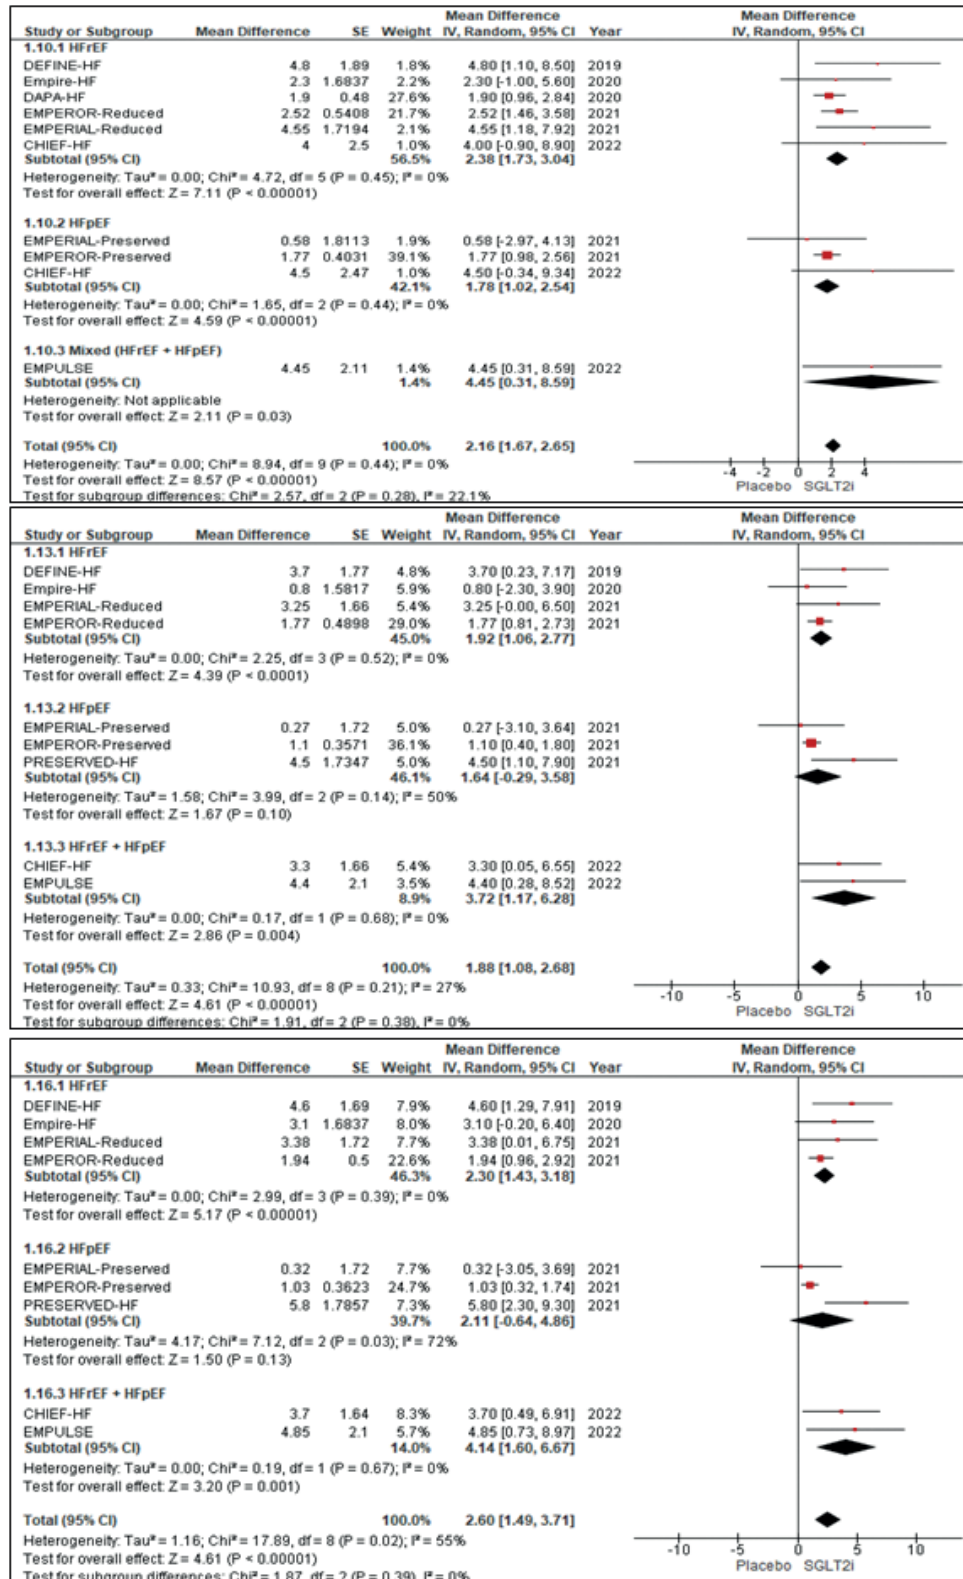 Mean Difference Mean Difference
Study or Subgroup Mean Difference SE Weight IV, Random, 95% CI Year IV, Random, 95% CI
1.10.1 HFrEF
DEFINE-HF 4.8 1.89 1.8% 4.80 [1.10, 8.50] 2019
Empire-HF 2.3 1.6837 2.2% 2.30 [-1.00, 5.60] 2020
DAPA-HF 1.9 0.48 27.6% 1.90 [0.96, 2.84] 2020
EMPEROR-Reduced 2.52 0.5408 21.7% 2.52 [1.46, 3.58] 2021
EMPERIAL-Reduced 4.55 1.7194 2.1% 4.55 [1.18, 7.92] 2021
CHIEF-HF 4 2.5 1.0% 4.00 [-0.90, 8.90] 2022
Subtotal (95% CI) 56.5% 2.38 [1.73, 3.04]
Heterogeneity: Tau² = 0.00; Chi² = 4.72, df = 5 (P = 0.45); I² = 0%
Test for overall effect: Z = 7.11 (P < 0.00001)
1.10.2 HFpEF
EMPERIAL-Preserved 0.58 1.8113 1.9% 0.58 [-2.97, 4.13] 2021
EMPEROR-Preserved 1.77 0.4031 39.1% 1.77 [0.98, 2.56] 2021
CHIEF-HF 4.5 2.47 1.0% 4.50 [-0.34, 9.34] 2022
Subtotal (95% CI) 42.1% 1.78 [1.02, 2.54]
Heterogeneity: Tau² = 0.00; Chi² = 1.65, df = 2 (P = 0.44); I² = 0%
Test for overall effect: Z = 4.59 (P < 0.00001)
1.10.3 Mixed (HFrEF + HFpEF)
EMPULSE 4.45 2.11 1.4% 4.45 [0.31, 8.59] 2022
Subtotal (95% CI) 1.4% 4.45 [0.31, 8.59]
Heterogeneity: Not applicable
Test for overall effect: Z = 2.11 (P = 0.03)
Total (95% CI) 100.0% 2.16 [1.67, 2.65]
Heterogeneity: Tau² = 0.00; Chi² = 8.94, df = 9 (P = 0.44); I² = 0%
Test for overall effect: Z = 8.57 (P < 0.00001)
Test for subgroup differences: Chi² = 2.57, df = 2 (P = 0.28), I² = 22.1%
-4 -2 0 2 4
Placebo SGLT2i
Mean Difference Mean Difference
Study or Subgroup Mean Difference SE Weight IV, Random, 95% CI Year IV, Random, 95% CI
1.13.1 HFrEF
DEFINE-HF 3.7 1.77 4.8% 3.70 [0.23, 7.17] 2019
Empire-HF 0.8 1.5817 5.9% 0.80 [-2.30, 3.90] 2020
EMPERIAL-Reduced 3.25 1.66 5.4% 3.25 [-0.00, 6.50] 2021
EMPEROR-Reduced 1.77 0.4898 29.0% 1.77 [0.81, 2.73] 2021
Subtotal (95% CI) 45.0% 1.92 [1.06, 2.77]
Heterogeneity: Tau² = 0.00; Chi² = 2.25, df = 3 (P = 0.52); I² = 0%
Test for overall effect: Z = 4.39 (P < 0.0001)
1.13.2 HFpEF
EMPERIAL-Preserved 0.27 1.72 5.0% 0.27 [-3.10, 3.64] 2021
EMPEROR-Preserved 1.1 0.3571 36.1% 1.10 [0.40, 1.80] 2021
PRESERVED-HF 4.5 1.7347 5.0% 4.50 [1.10, 7.90] 2021
Subtotal (95% CI) 46.1% 1.64 [-0.29, 3.58]
Heterogeneity: Tau² = 1.58; Chi² = 3.99, df = 2 (P = 0.14); I² = 50%
Test for overall effect: Z = 1.67 (P = 0.10)
1.13.3 HFrEF + HFpEF
CHIEF-HF 3.3 1.66 5.4% 3.30 [0.05, 6.55] 2022
EMPULSE 4.4 2.1 3.5% 4.40 [0.28, 8.52] 2022
Subtotal (95% CI) 8.9% 3.72 [1.17, 6.28]
Heterogeneity: Tau² = 0.00; Chi² = 0.17, df = 1 (P = 0.68); I² = 0%
Test for overall effect: Z = 2.86 (P = 0.004)
Total (95% CI) 100.0% 1.88 [1.08, 2.68]
Heterogeneity: Tau² = 0.33; Chi² = 10.93, df = 8 (P = 0.21); I² = 27%
Test for overall effect: Z = 4.61 (P < 0.00001)
Test for subgroup differences: Chi² = 1.91, df = 2 (P = 0.38), I² = 0%
-10 -5 0 5 10
Placebo SGLT2i
Mean Difference Mean Difference
Study or Subgroup Mean Difference SE Weight IV, Random, 95% CI Year IV, Random, 95% CI
1.16.1 HFrEF
DEFINE-HF 4.6 1.69 7.9% 4.60 [1.29, 7.91] 2019
Empire-HF 3.1 1.6837 8.0% 3.10 [-0.20, 6.40] 2020
EMPERIAL-Reduced 3.38 1.72 7.7% 3.38 [0.01, 6.75] 2021
EMPEROR-Reduced 1.94 0.5 22.6% 1.94 [0.96, 2.92] 2021
Subtotal (95% CI) 46.3% 2.30 [1.43, 3.18]
Heterogeneity: Tau² = 0.00; Chi² = 2.99, df = 3 (P = 0.39); I² = 0%
Test for overall effect: Z = 5.17 (P < 0.00001)
1.16.2 HFpEF
EMPERIAL-Preserved 0.32 1.72 7.7% 0.32 [-3.05, 3.69] 2021
EMPEROR-Preserved 1.03 0.3623 24.7% 1.03 [0.32, 1.74] 2021
PRESERVED-HF 5.8 1.7857 7.3% 5.80 [2.30, 9.30] 2021
Subtotal (95% CI) 39.7% 2.11 [-0.64, 4.86]
Heterogeneity: Tau² = 4.17; Chi² = 7.12, df = 2 (P = 0.03); I² = 72%
Test for overall effect: Z = 1.50 (P = 0.13)
1.16.3 HFrEF + HFpEF
CHIEF-HF 3.7 1.64 8.3% 3.70 [0.49, 6.91] 2022
EMPULSE 4.85 2.1 5.7% 4.85 [0.73, 8.97] 2022
Subtotal (95% CI) 14.0% 4.14 [1.60, 6.67]
Heterogeneity: Tau² = 0.00; Chi² = 0.19, df = 1 (P = 0.67); I² = 0%
Test for overall effect: Z = 3.20 (P = 0.001)
Total (95% CI) 100.0% 2.60 [1.49, 3.71]
Heterogeneity: Tau² = 1.16; Chi² = 17.89, df = 8 (P = 0.02); I² = 55%
Test for overall effect: Z = 4.61 (P < 0.00001)
Test for subgroup differences: Chi² = 1.87, df = 2 (P = 0.39), I² = 0%
-10 -5 0 5 10
Placebo SGLT2i